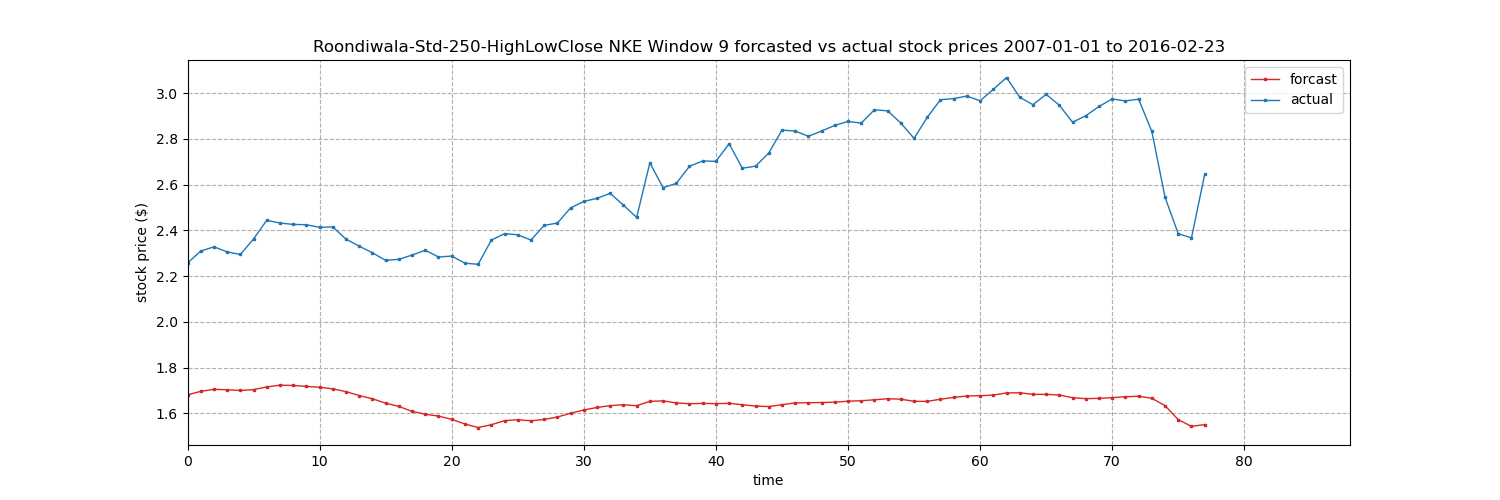 Roondiwala-Std-250-HighLowClose NKE Window 9 forcasted vs actual stock prices 2007-01-01 to 2016-02-23
forcast
actual
stock price ($)
3.0
2.8
2.6
2.4
2.2
2.0
1.8
1.6
0 10 20 30 40 50 60 70 80
time